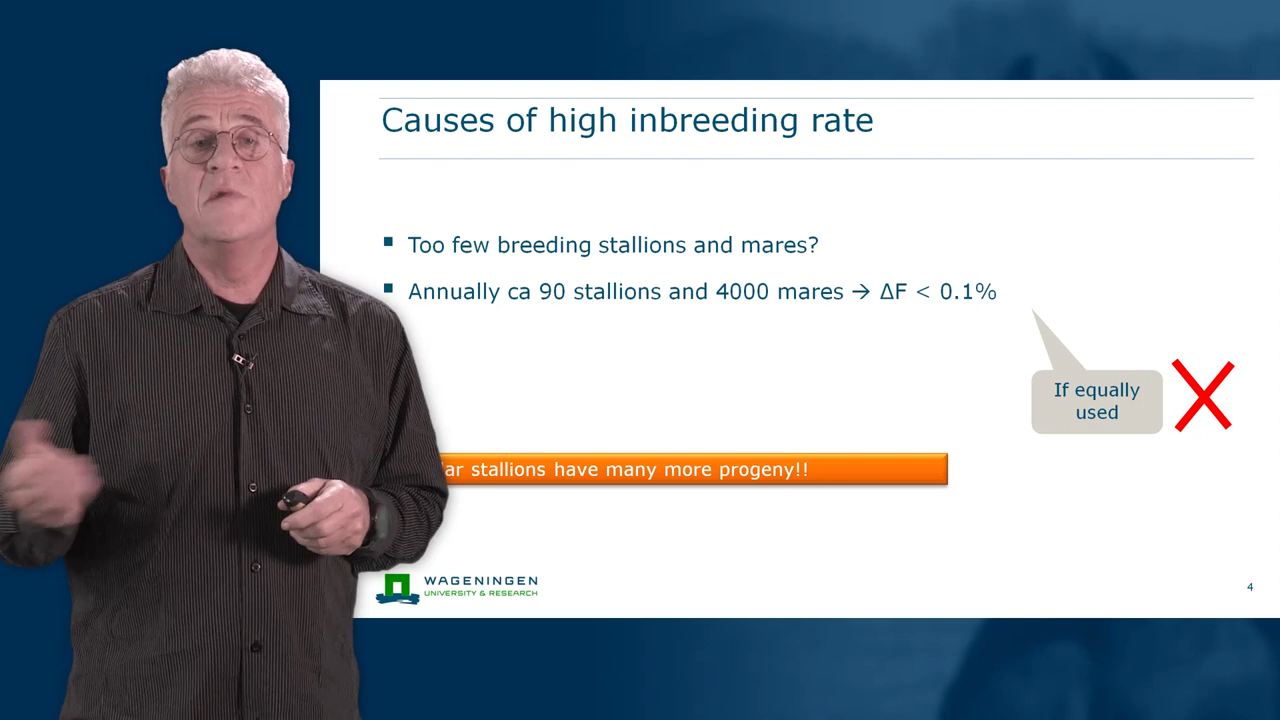 Causes of high inbreeding rate
▪ Too few breeding stallions and mares?
▪ Annually ca 90 stallions and 4000 mares → ΔF < 0.1%
If equally
used
stallions have many more progeny!!
WAGENINGEN
UNIVERSITY & RESEARCH
4